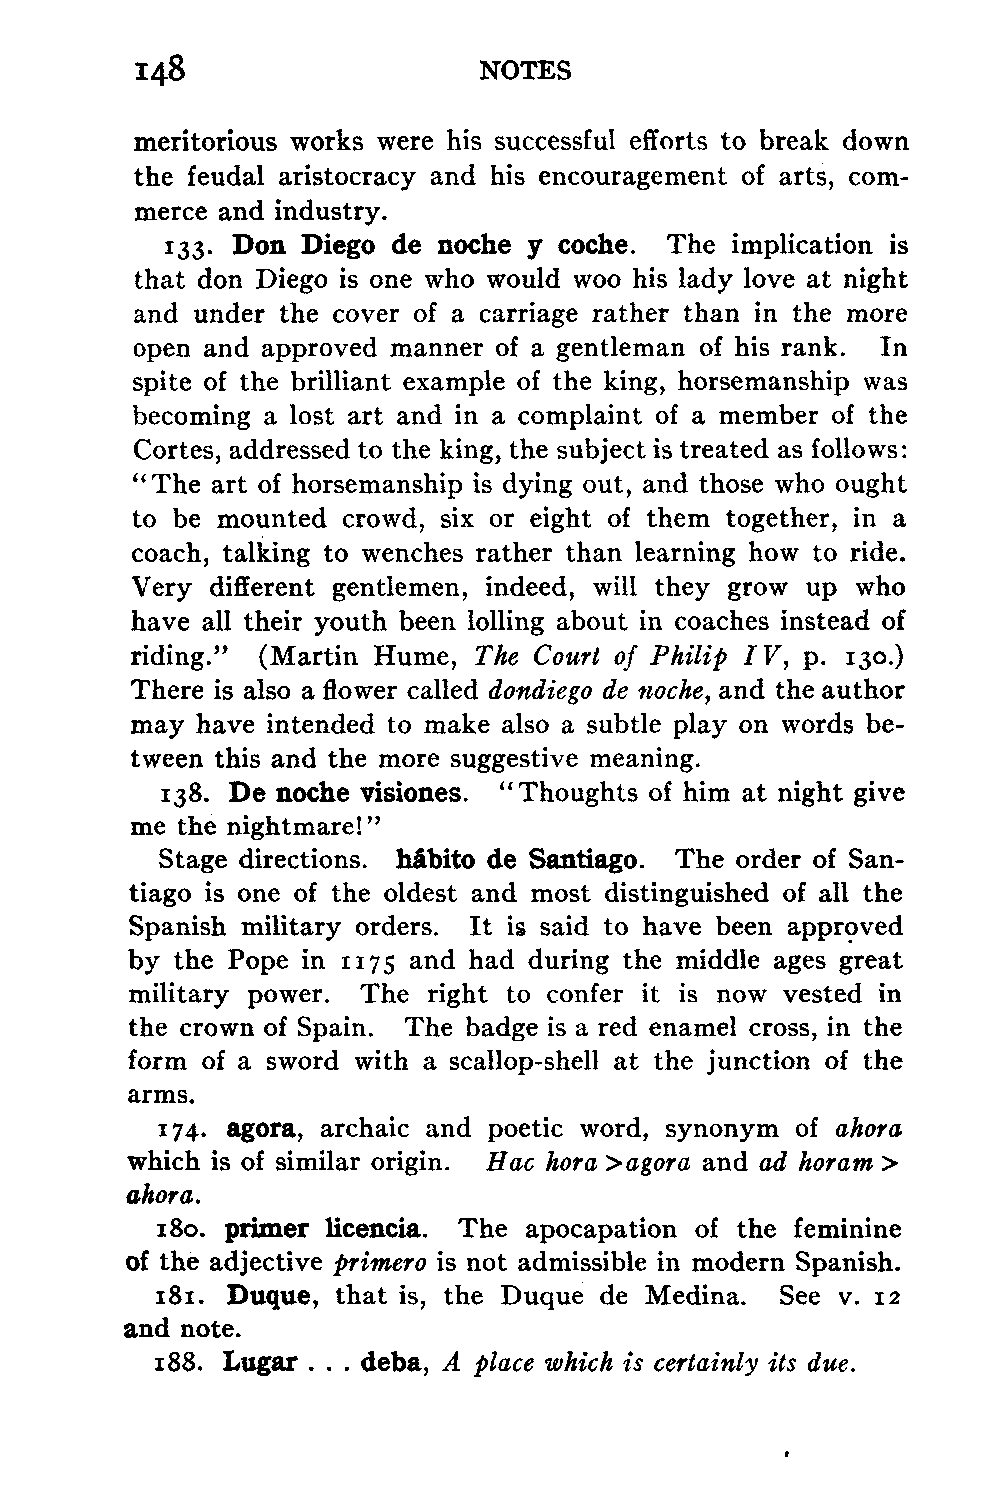 148 NOTES
meritorious works were his successful efforts to break down
the feudal aristocracy and his encouragement of arts, com-
merce and industry.
133. Don Diego de noche y coche. The implication is
that don Diego is one who would woo his lady love at night
and under the cover of a carriage rather than in the more
open and approved manner of a gentleman of his rank. In
spite of the brilliant example of the king, horsemanship was
becoming a lost art and in a complaint of a member of the
Cortes, addressed to the king, the subject is treated as follows:
"The art of horsemanship is dying out, and those who ought
to be mounted crowd, six or eight of them together, in a
coach, talking to wenches rather than learning how to ride.
Very different gentlemen, indeed, will they grow up who
have all their youth been lolling about in coaches instead of
riding." (Martin Hume, The Court of Philip IV, p. 130.)
There is also a flower called dondiego de noche, and the author
may have intended to make also a subtle play on words be-
tween this and the more suggestive meaning.
138. De noche visiones. "Thoughts of him at night give
me the nightmare!"
Stage directions. hábito de Santiago. The order of San-
tiago is one of the oldest and most distinguished of all the
Spanish military orders. It is said to have been approved
by the Pope in 1175 and had during the middle ages great
military power. The right to confer it is now vested in
the crown of Spain. The badge is a red enamel cross, in the
form of a sword with a scallop-shell at the junction of the
arms.
174. agora, archaic and poetic word, synonym of ahora
which is of similar origin. Hac hora >agora and ad horam >
ahora.
180. primer licencia. The apocapation of the feminine
of the adjective primero is not admissible in modern Spanish.
181. Duque, that is, the Duque de Medina. See v. 12
and note.
188. Lugar . . . deba, A place which is certainly its due.